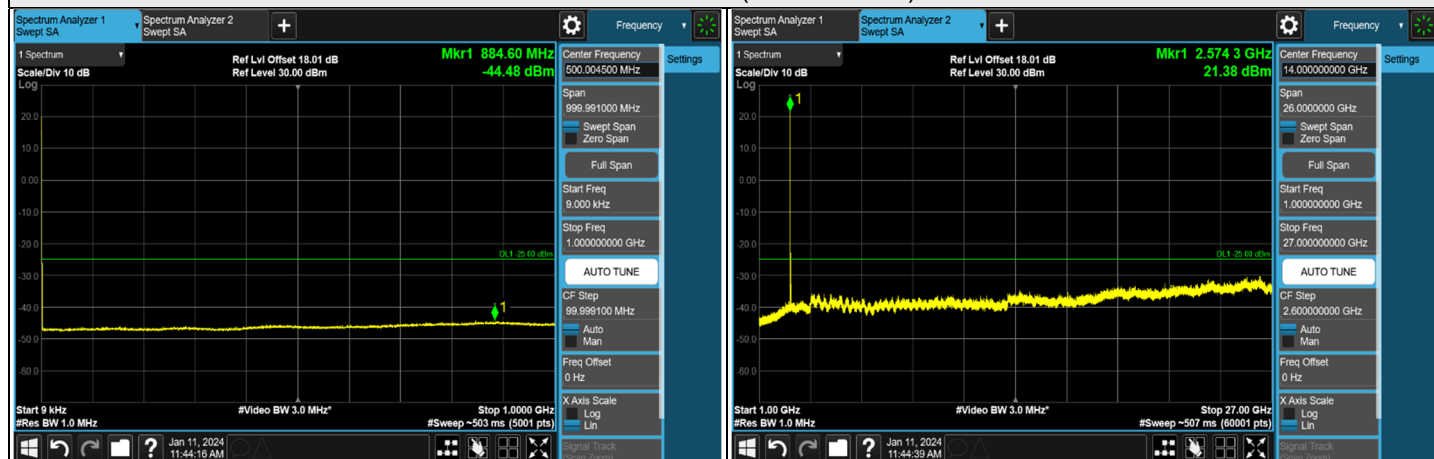 Spectrum Analyzer 1
Swept SA
Spectrum Analyzer 2
Swept SA
+
Frequency
1 Spectrum
Scale/Div 10 dB
Log
Ref Lvl Offset 18.01 dB
Ref Level 30.00 dBm
Mkr1 884.60 MHz
-44.48 dBm
1
20.0
10.0
0.00
-10.0
-20.0
-30.0
-40.0
-50.0
-60.0
DL1 -25.00 dBm
Start 9 kHz
#Res BW 1.0 MHz
#Video BW 3.0 MHz*
Stop 1.0000 GHz
#Sweep ~503 ms (5001 pts)
Center Frequency
500.004500 MHz
Settings
Span
999.991000 MHz
Swept Span
Zero Span
Full Span
Start Freq
9.000 kHz
Stop Freq
1.000000000 GHz
AUTO TUNE
CF Step
99.999100 MHz
Auto
Man
Freq Offset
0 Hz
X Axis Scale
Log
Lin
Signal Track
(Span Zoom)
?
Jan 11, 2024
11:44:16 AM
Spectrum Analyzer 1
Swept SA
Spectrum Analyzer 2
Swept SA
+
Frequency
1 Spectrum
Scale/Div 10 dB
Log
Ref Lvl Offset 18.01 dB
Ref Level 30.00 dBm
Mkr1 2.574 3 GHz
21.38 dBm
1
20.0
10.0
0.00
-10.0
-20.0
-30.0
-40.0
-50.0
-60.0
DL1 -25.00 dBm
Start 1.00 GHz
#Res BW 1.0 MHz
#Video BW 3.0 MHz*
Stop 27.00 GHz
#Sweep ~507 ms (60001 pts)
Center Frequency
14.000000000 GHz
Settings
Span
26.0000000 GHz
Swept Span
Zero Span
Full Span
Start Freq
1.000000000 GHz
Stop Freq
27.000000000 GHz
AUTO TUNE
CF Step
2.600000000 GHz
Auto
Man
Freq Offset
0 Hz
X Axis Scale
Log
Lin
Signal Track
(Span Zoom)
?
Jan 11, 2024
11:44:39 AM